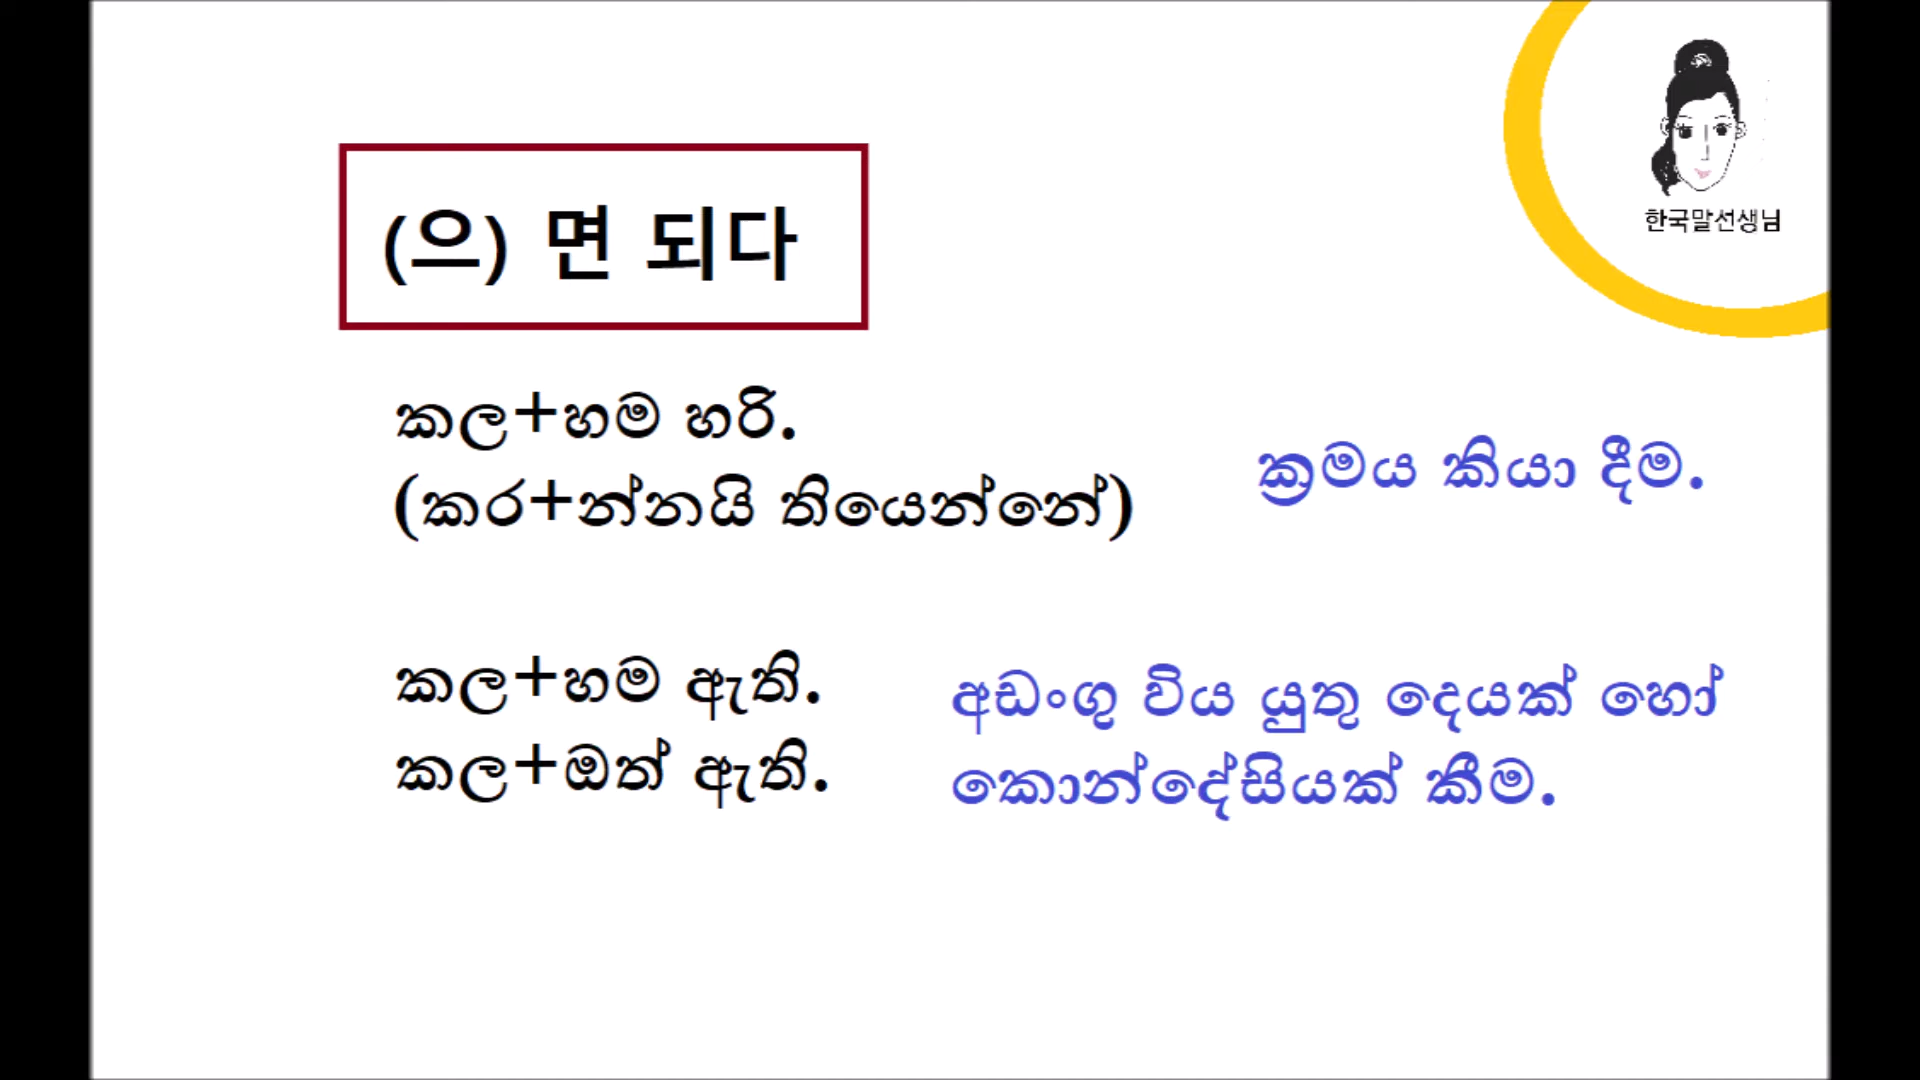 한국말선생님
(으) 면 되다
කල+හම හරි.
(කර+න්නයි තියෙන්නේ)
ක්‍රමය කියා දීම.
කල+හම ඇති.
කල+ඔත් ඇති.
අඩංගු විය යුතු දෙයක් හෝ
කොන්දේසියක් කීම.